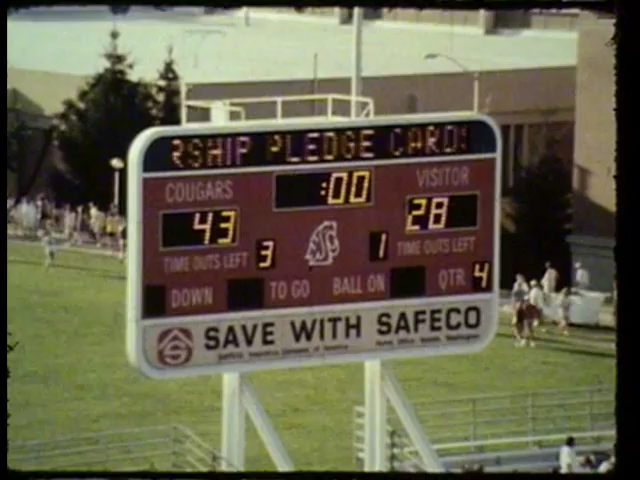 RSHIP PLEDGE CARD!
COUGARS :00 VISITOR
43 28
TIME OUTS LEFT 3 1 TIME OUTS LEFT
DOWN TO GO BALL ON QTR 4
SAVE WITH SAFECO